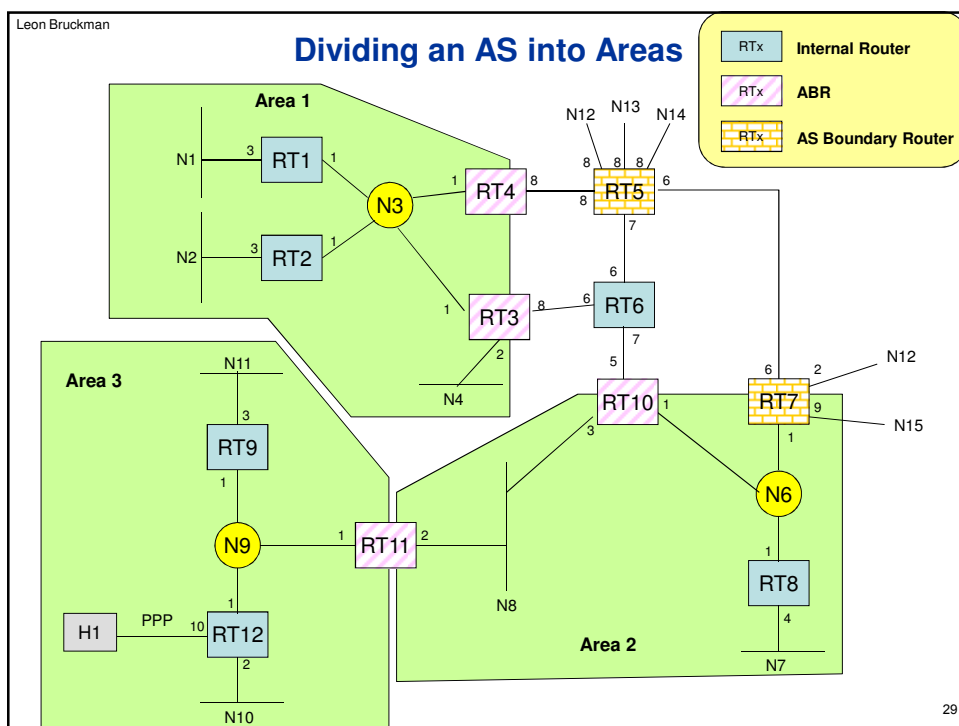 Leon Bruckman
Dividing an AS into Areas
RTx Internal Router
RTx ABR
RTx AS Boundary Router
Area 1
N12 N13 N14
N1 3 RT1 1
N3
1 RT4 8
8 8 8
8 RT5 6
7
N2 3 RT2 1
1 RT3 8
2
N4
6
6 RT6
7
Area 3
N11
3
RT9
1
N9
1
H1 PPP 10 RT12
2
N10
1 RT11 2
5
RT10 1
3
6 2 N12
RT7 9 N15
1
N6
1
RT8
4
N7
N8
Area 2
29